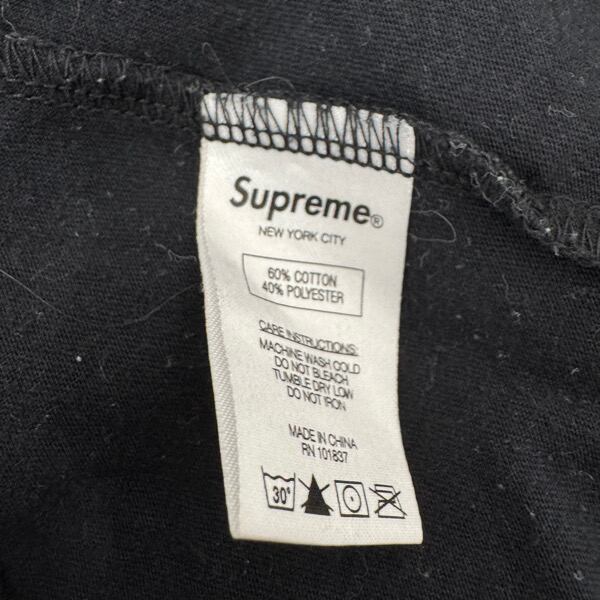 Supreme®
NEW YORK CITY
60% COTTON
40% POLYESTER
CARE INSTRUCTIONS:
MACHINE WASH COLD
DO NOT BLEACH
TUMBLE DRY LOW
DO NOT IRON
MADE IN CHINA
RN 101837
30°